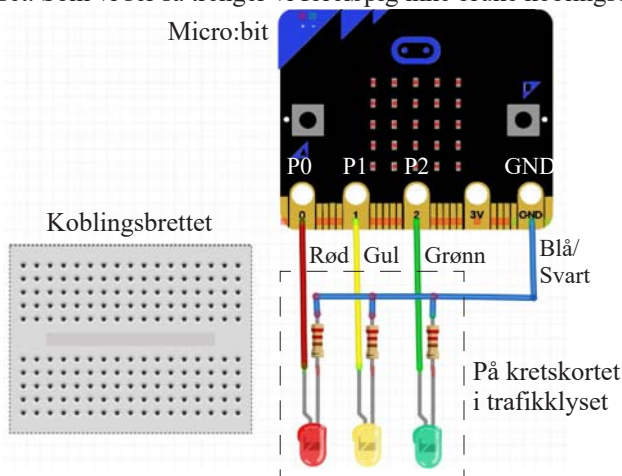 Micro:bit
P0 P1 P2 GND
0 1 2 3V GND
Koblingsbrettet
Rød Gul Grønn
Blå/
Svart
På kretskortet
i trafikklyset